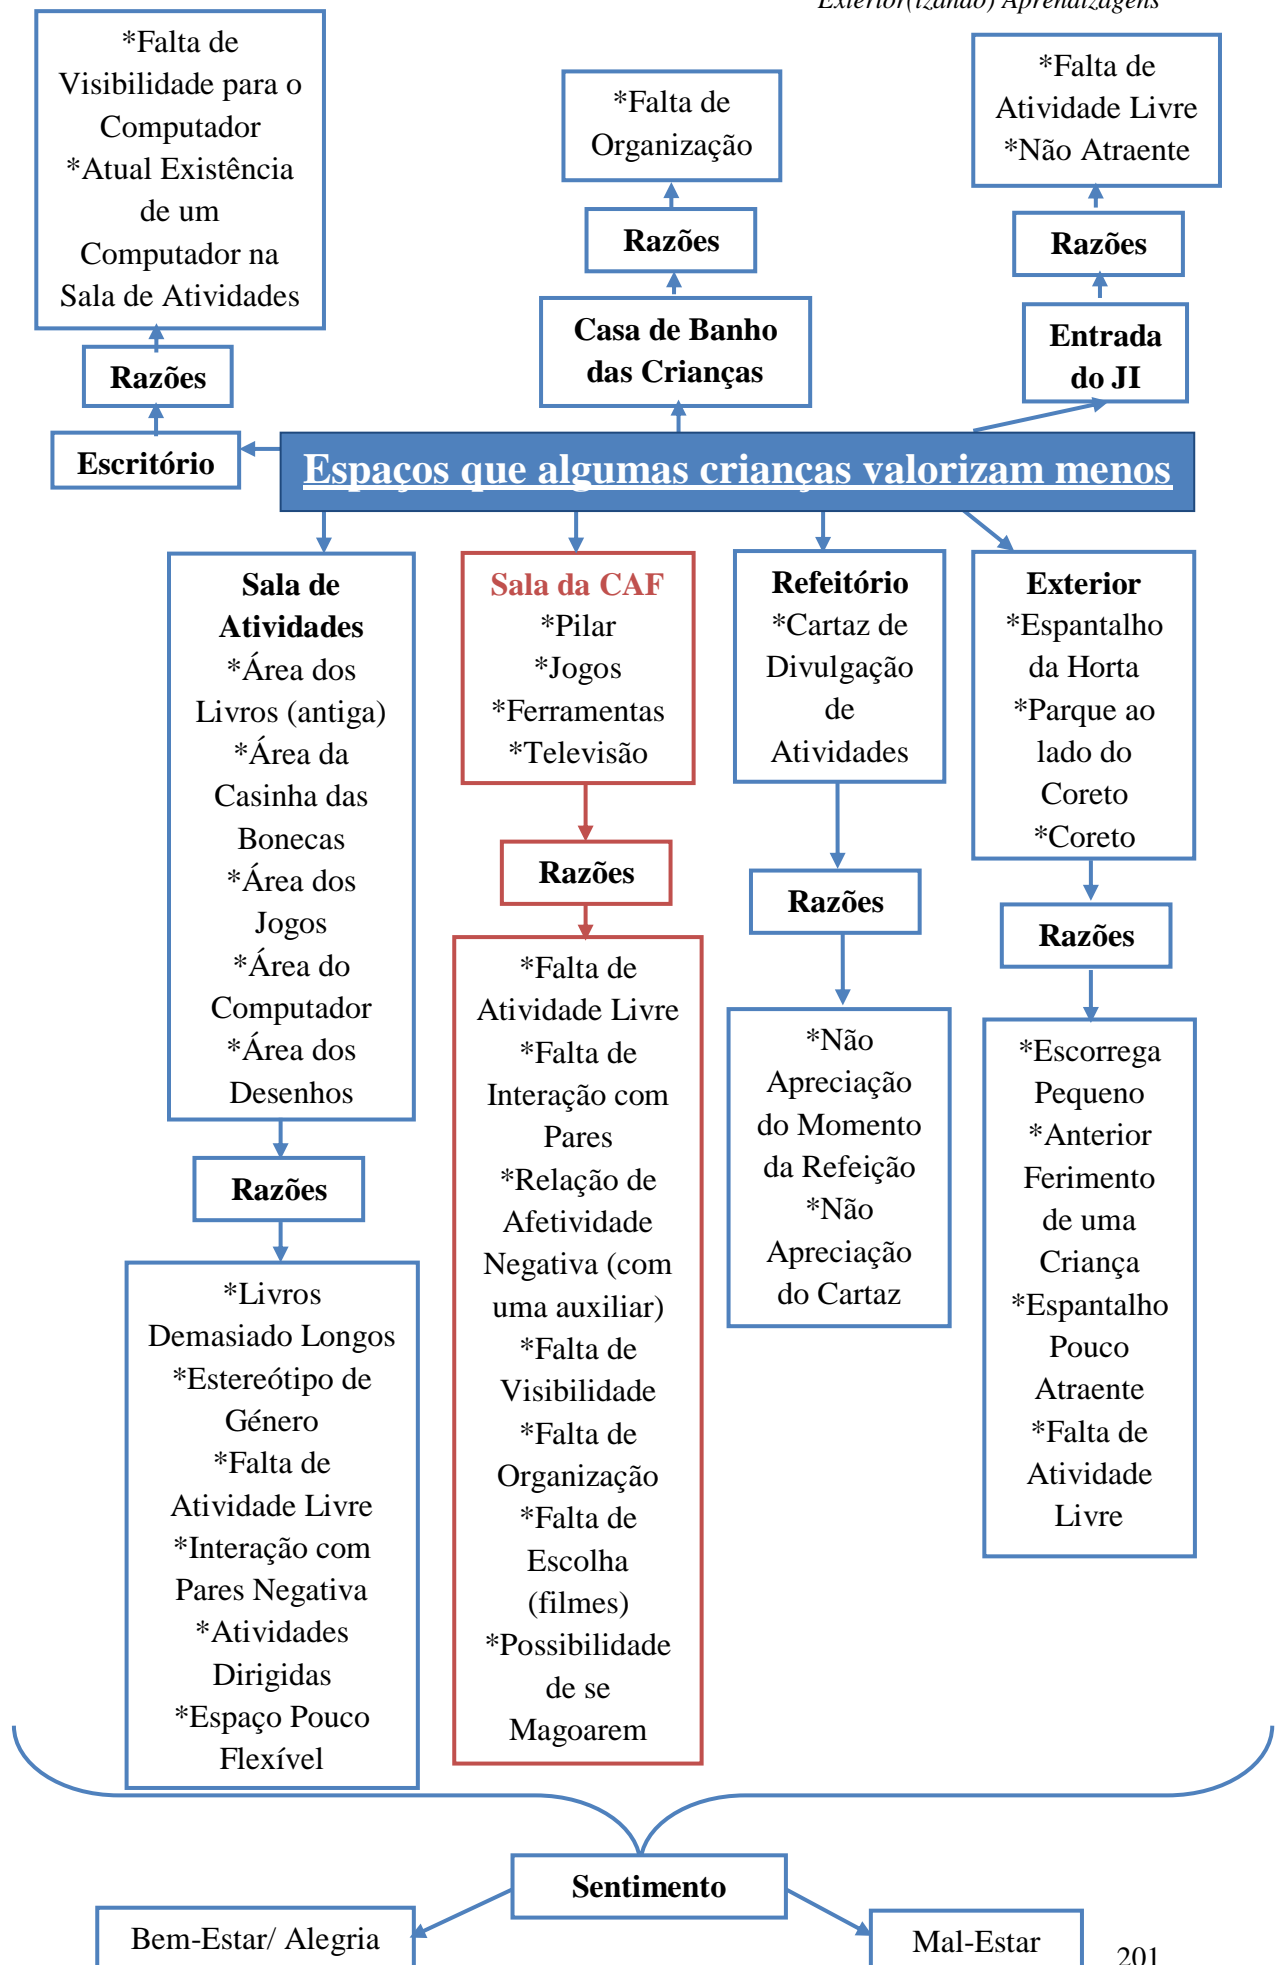 Exterior(izando) Aprendizagens
*Falta de
Visibilidade para o
Computador
*Atual Existência
de um
Computador na
Sala de Atividades
Razões
Escritório
*Falta de
Organização
Razões
Casa de Banho
das Crianças
*Falta de
Atividade Livre
*Não Atraente
Razões
Entrada
do JI
Espaços que algumas crianças valorizam menos
Sala de
Atividades
*Área dos
Livros (antiga)
*Área da
Casinha das
Bonecas
*Área dos
Jogos
*Área do
Computador
*Área dos
Desenhos
Razões
*Livros
Demasiado Longos
*Estereótipo de
Género
*Falta de
Atividade Livre
*Interação com
Pares Negativa
*Atividades
Dirigidas
*Espaço Pouco
Flexível
Sala da CAF
*Pilar
*Jogos
*Ferramentas
*Televisão
Razões
*Falta de
Atividade Livre
*Falta de
Interação com
Pares
*Relação de
Afetividade
Negativa (com
uma auxiliar)
*Falta de
Visibilidade
*Falta de
Organização
*Falta de
Escolha
(filmes)
*Possibilidade
de se
Magoarem
Refeitório
*Cartaz de
Divulgação
de
Atividades
Razões
*Não
Apreciação
do Momento
da Refeição
*Não
Apreciação
do Cartaz
Exterior
*Espantalho
da Horta
*Parque ao
lado do
Coreto
*Coreto
Razões
*Escorrega
Pequeno
*Anterior
Ferimento
de uma
Criança
*Espantalho
Pouco
Atraente
*Falta de
Atividade
Livre
Sentimento
Bem-Estar/ Alegria
Mal-Estar
201